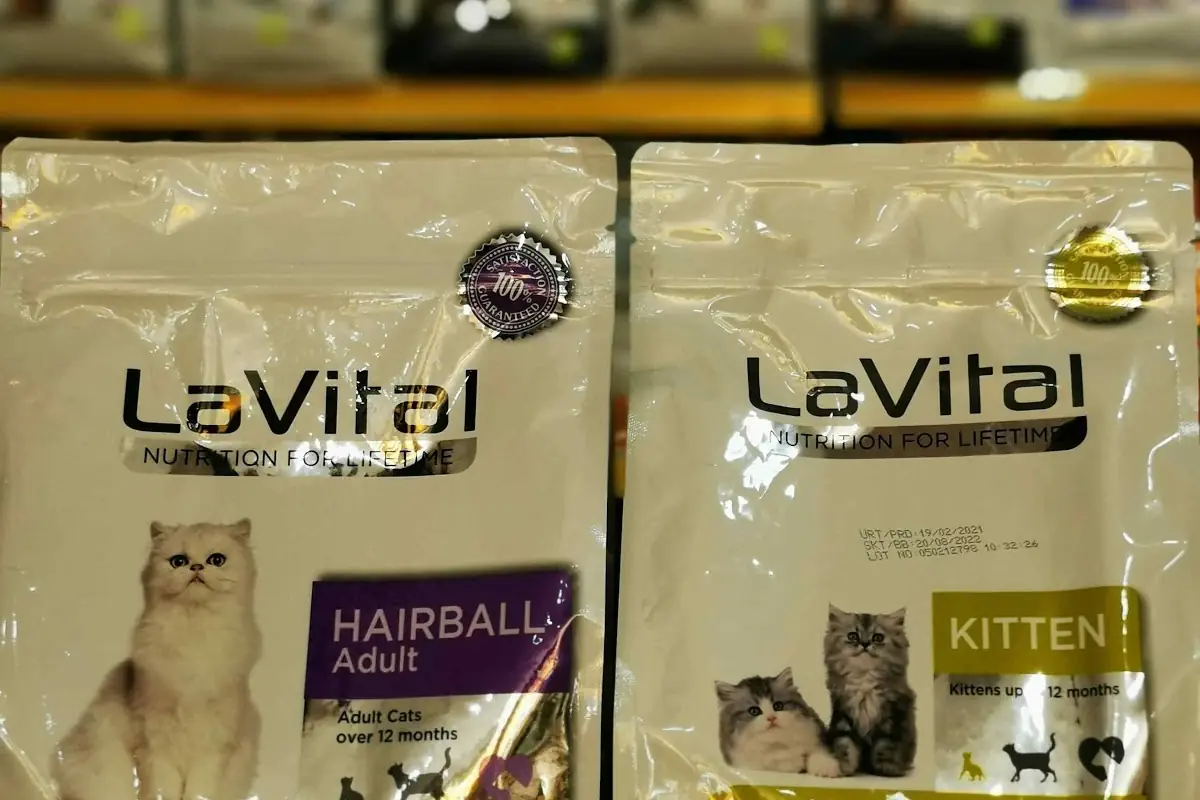 SATISFACTION
100%
GUARANTEED
LaVital
NUTRITION FOR LIFETIME
HAIRBALL
Adult
Adult Cats
over 12 months
100%
LaVital
NUTRITION FOR LIFETIME
URT/PRD:19/02/2021
SKT/BB:20/08/2022
LOT NO 050212798 10:32:26
KITTEN
Kittens up 12 months